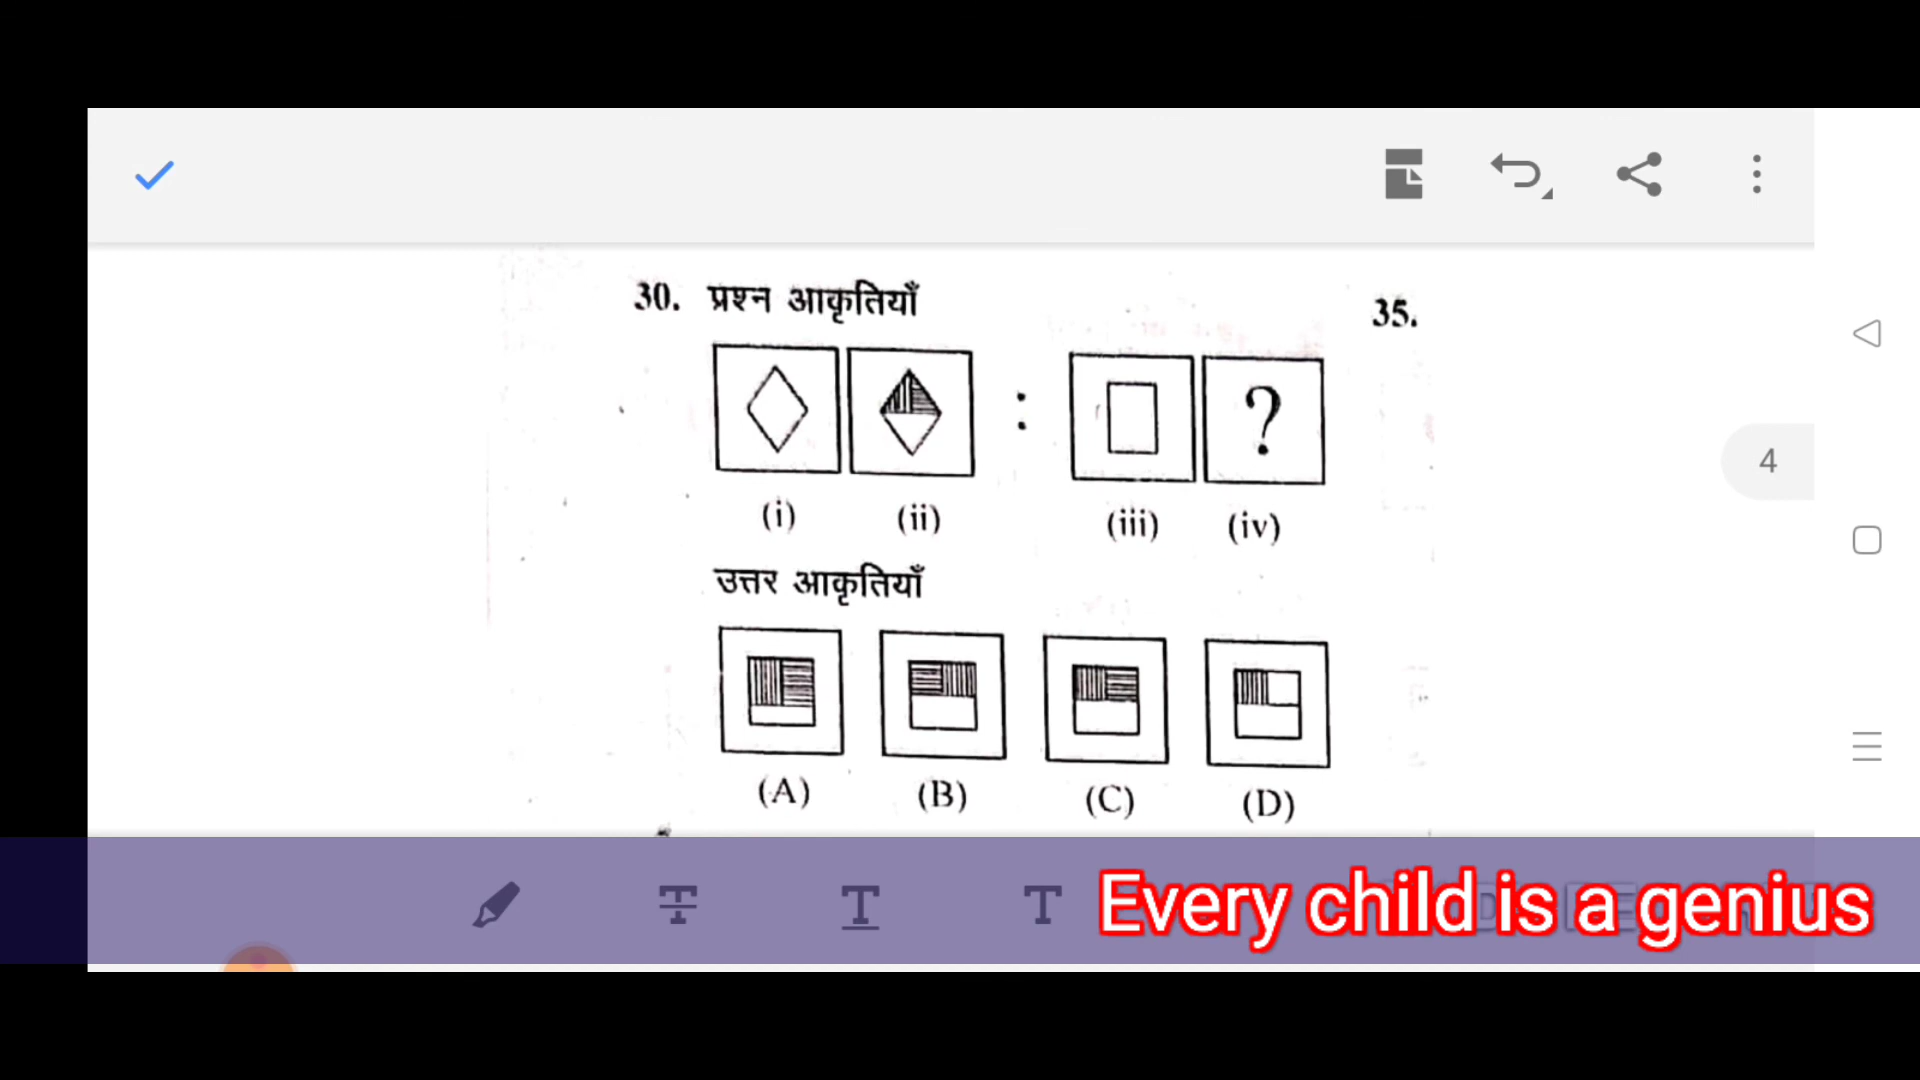 30. प्रश्न आकृतियाँ
35.
?
(i) (ii) : (iii) (iv)
4
उत्तर आकृतियाँ
(A) (B) (C) (D)
T T T
Every child is a genius